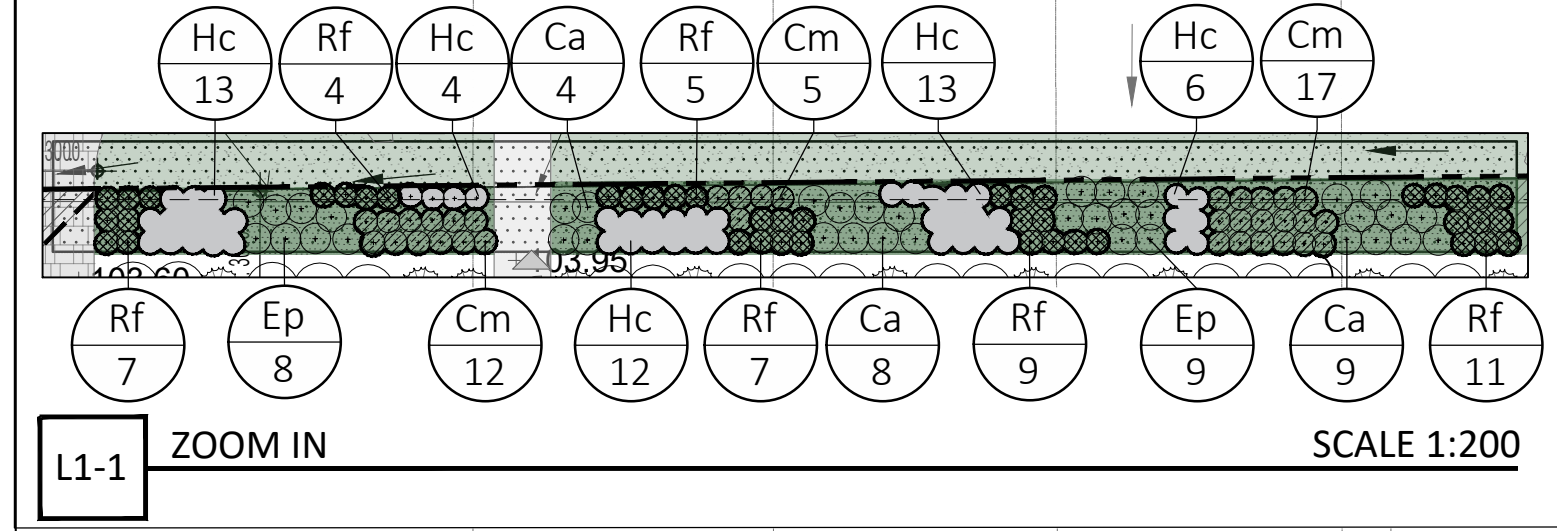 Hc Rf Hc Ca Rf Cm Hc Hc Cm
13 4 4 4 5 5 13 6 17
3000.
103.95
Rf Ep Cm Hc Rf Ca Rf Ep Ca Rf
7 8 12 12 7 8 9 9 9 11
L1-1
ZOOM IN
SCALE 1:200